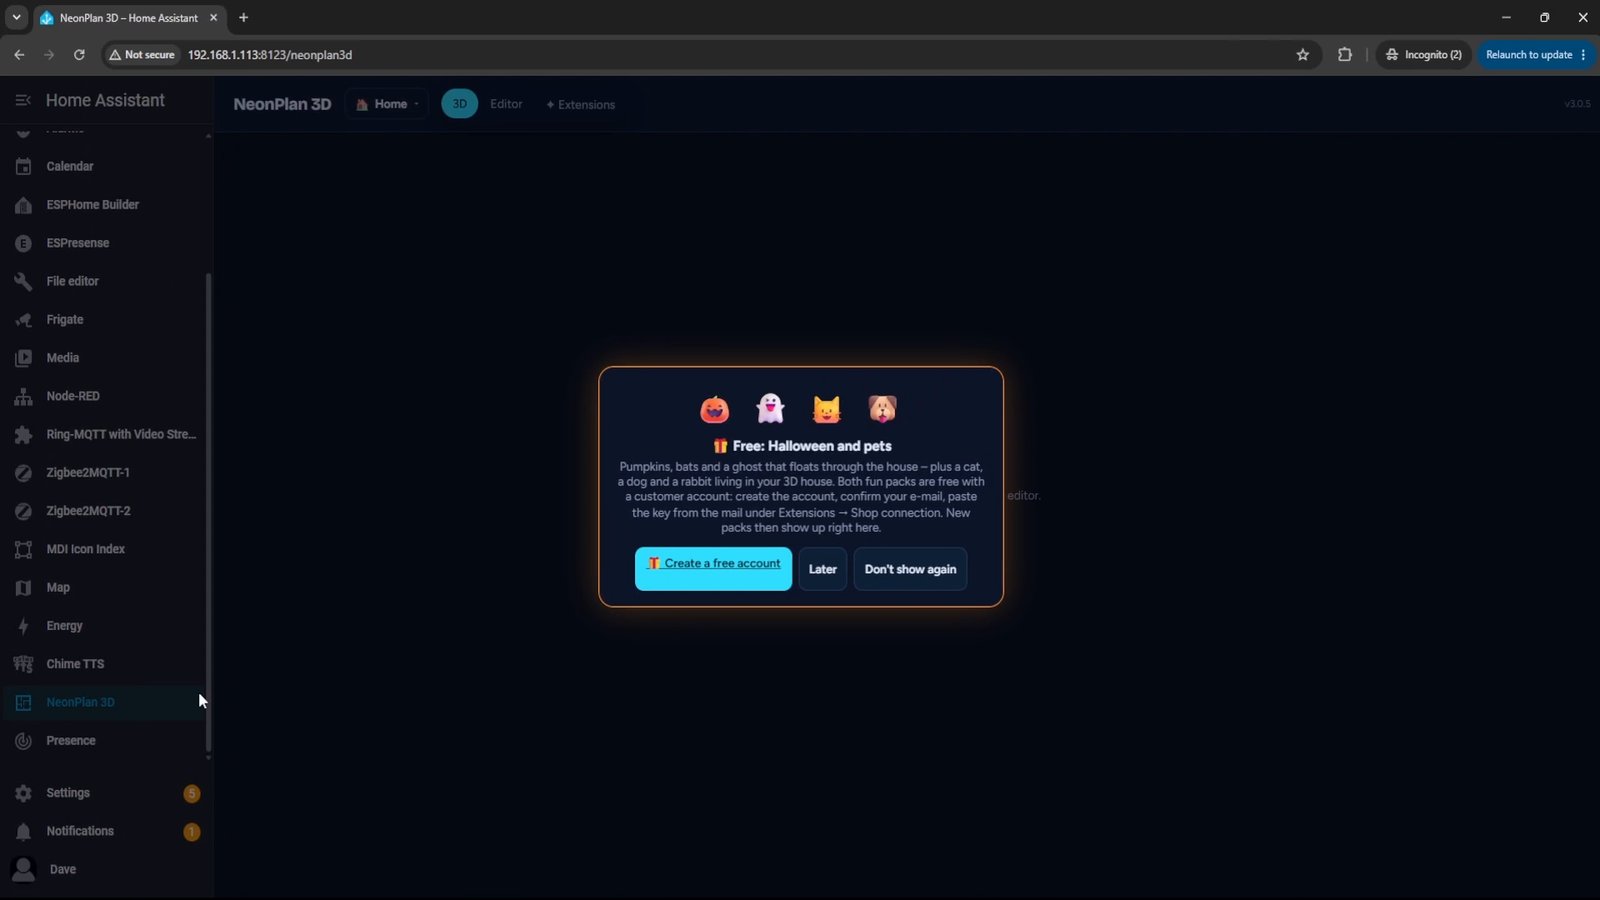 NeonPlan 3D – Home Assistant
Not secure
192.168.1.113:8123/neonplan3d
Incognito (2)
Relaunch to update
Home Assistant
NeonPlan 3D
Home
3D
Editor
+ Extensions
v3.0.5
Calendar
ESPHome Builder
ESPresense
File editor
Frigate
Media
Node-RED
Ring-MQTT with Video Stre...
Zigbee2MQTT-1
Zigbee2MQTT-2
MDI Icon Index
Map
Energy
Chime TTS
NeonPlan 3D
Presence
Settings
5
Notifications
1
Dave
Free: Halloween and pets
Pumpkins, bats and a ghost that floats through the house – plus a cat,
a dog and a rabbit living in your 3D house. Both fun packs are free with
a customer account: create the account, confirm your e-mail, paste
the key from the mail under Extensions → Shop connection. New
packs then show up right here.
editor.
Create a free account
Later
Don't show again